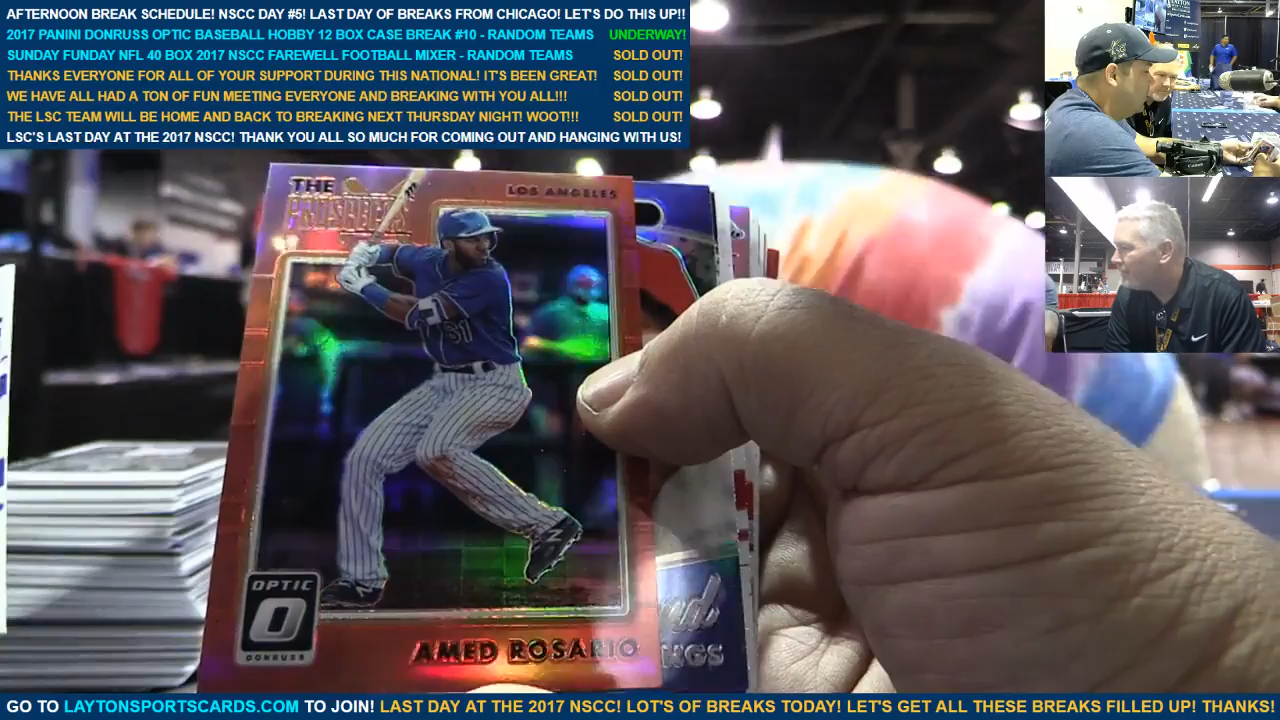 AFTERNOON BREAK SCHEDULE! NSCC DAY #5! LAST DAY OF BREAKS FROM CHICAGO! LET'S DO THIS UP!!
2017 PANINI DONRUSS OPTIC BASEBALL HOBBY 12 BOX CASE BREAK #10 - RANDOM TEAMS UNDERWAY!
SUNDAY FUNDAY NFL 40 BOX 2017 NSCC FAREWELL FOOTBALL MIXER - RANDOM TEAMS SOLD OUT!
THANKS EVERYONE FOR ALL OF YOUR SUPPORT DURING THIS NATIONAL! IT'S BEEN GREAT! SOLD OUT!
WE HAVE ALL HAD A TON OF FUN MEETING EVERYONE AND BREAKING WITH YOU ALL!!! SOLD OUT!
THE LSC TEAM WILL BE HOME AND BACK TO BREAKING NEXT THURSDAY NIGHT! WOOT!!! SOLD OUT!
LSC'S LAST DAY AT THE 2017 NSCC! THANK YOU ALL SO MUCH FOR COMING OUT AND HANGING WITH US!
THE PROSPECTS
LOS ANGELES
61
OPTIC
O
DONRUSS
AMED ROSARIO
GO TO LAYTONSPORTSCARDS.COM TO JOIN! LAST DAY AT THE 2017 NSCC! LOT'S OF BREAKS TODAY! LET'S GET ALL THESE BREAKS FILLED UP! THANKS!